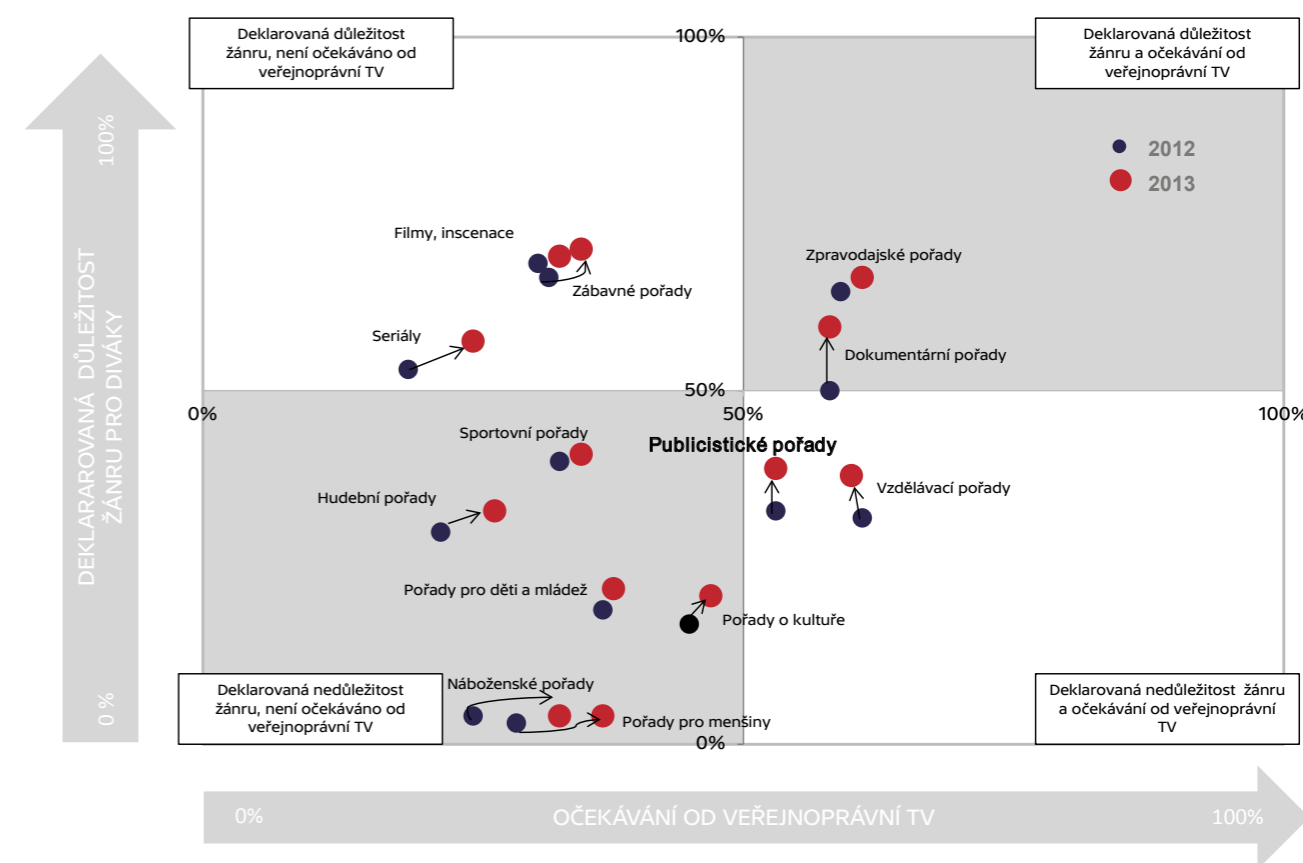 Deklarovaná důležitost
žánru, není očekáváno od
veřejnoprávní TV
100%
Deklarovaná důležitost
žánru a očekávání od
veřejnoprávní TV
100%
2012
2013
Filmy, inscenace
Zábavné pořady
Zpravodajské pořady
Seriály
Dokumentární pořady
DEKLARAROVANÁ DŮLEŽITOST
ŽÁNRU PRO DIVÁKY
50%
0%
50%
100%
Sportovní pořady
Publicistické pořady
Hudební pořady
Vzdělávací pořady
Pořady pro děti a mládež
Pořady o kultuře
0 %
Deklarovaná nedůležitost
žánru, není očekáváno od
veřejnoprávní TV
Náboženské pořady
Pořady pro menšiny
0%
Deklarovaná nedůležitost žánru
a očekávání od veřejnoprávní
TV
0%
OČEKÁVÁNÍ OD VEŘEJNOPRÁVNÍ TV
100%